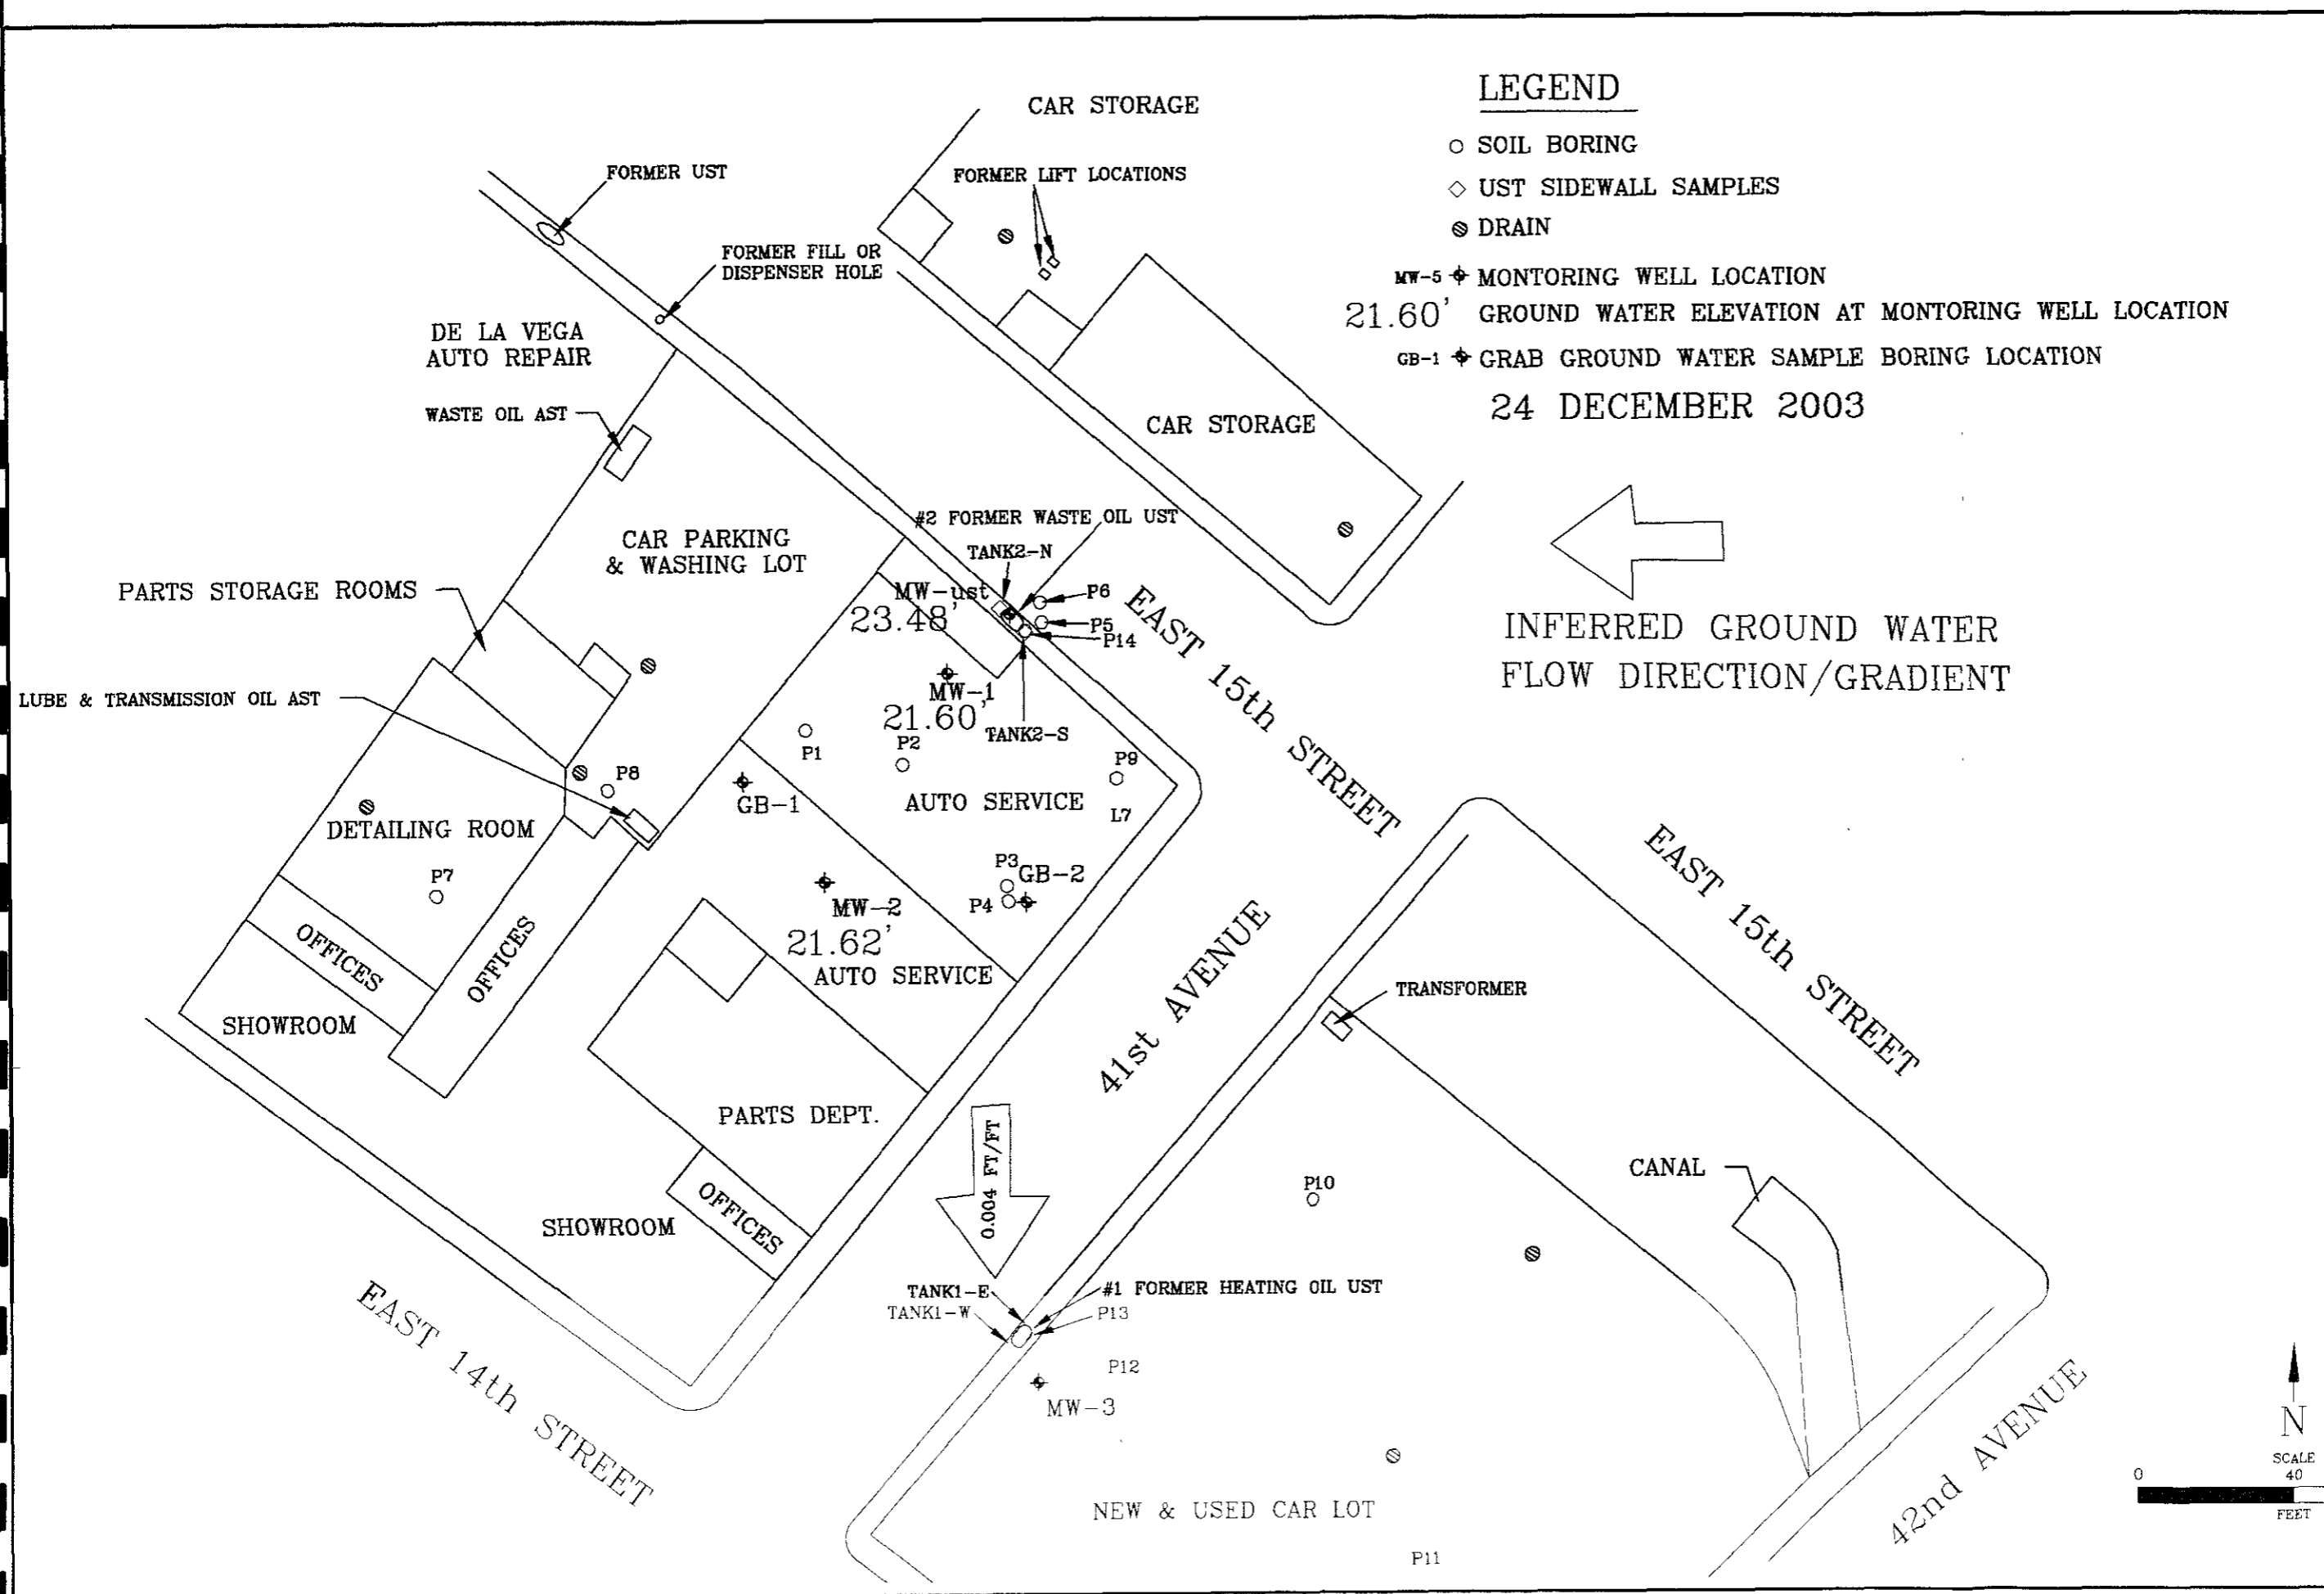 LEGEND
SOIL BORING
UST SIDEWALL SAMPLES
DRAIN
MW-5 MONTORING WELL LOCATION
21.60' GROUND WATER ELEVATION AT MONTORING WELL LOCATION
GB-1 GRAB GROUND WATER SAMPLE BORING LOCATION
24 DECEMBER 2003
INFERRED GROUND WATER
FLOW DIRECTION/GRADIENT
CAR STORAGE
FORMER UST
FORMER LIFT LOCATIONS
FORMER FILL OR
DISPENSER HOLE
DE LA VEGA
AUTO REPAIR
WASTE OIL AST
CAR STORAGE
CAR PARKING
& WASHING LOT
#2 FORMER WASTE OIL UST
TANK2-N
PARTS STORAGE ROOMS
MW-ust
23.48'
P6
P5
P14
EAST 15th STREET
LUBE & TRANSMISSION OIL AST
MW-1
21.60'
TANK2-S
P1
P2
P9
P8
GB-1
AUTO SERVICE
L7
DETAILING ROOM
P7
P3
GB-2
P4
MW-2
21.62'
AUTO SERVICE
OFFICES
OFFICES
SHOWROOM
EAST 15th STREET
41st AVENUE
TRANSFORMER
PARTS DEPT.
0.004 FT/FT
CANAL
P10
OFFICES
SHOWROOM
TANK1-E
#1 FORMER HEATING OIL UST
TANK1-W
P13
P12
MW-3
EAST 14th STREET
42nd AVENUE
NEW & USED CAR LOT
P11
N
SCALE
0 40
FEET